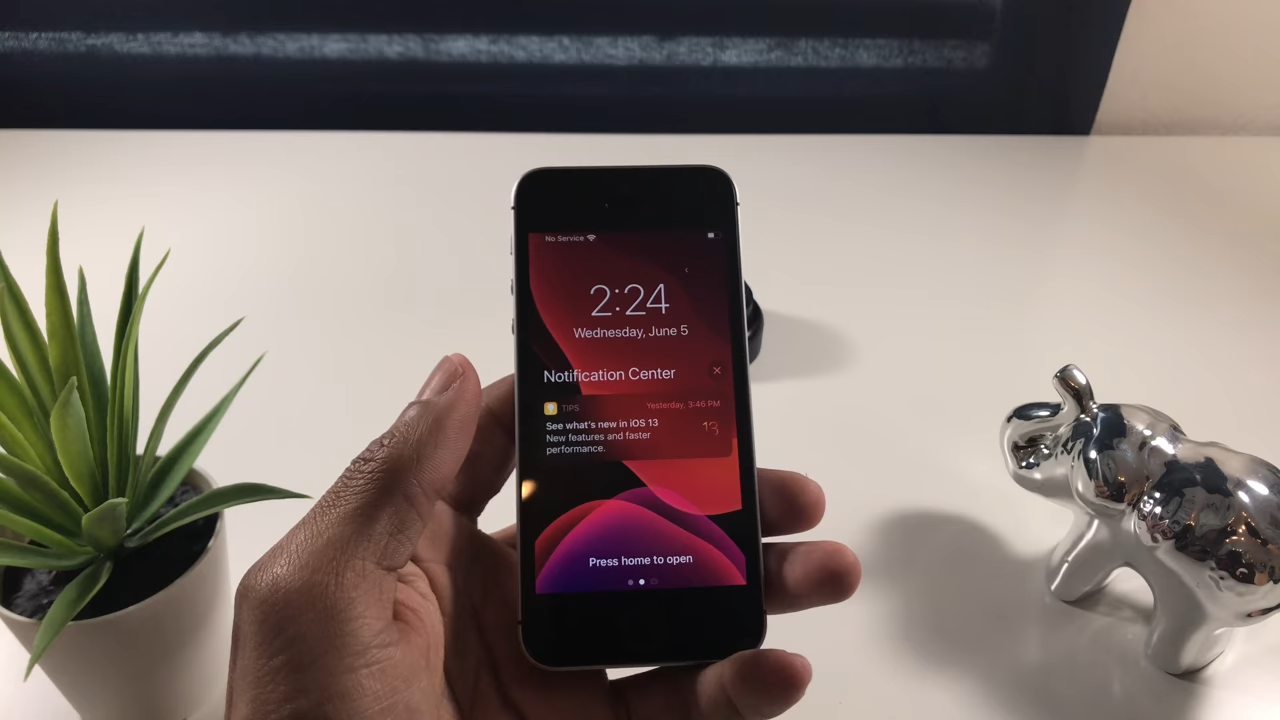 No Service
2:24
Wednesday, June 5
Notification Center
TIPS Yesterday, 3:46 PM
See what's new in iOS 13
New features and faster
performance.
13
Press home to open